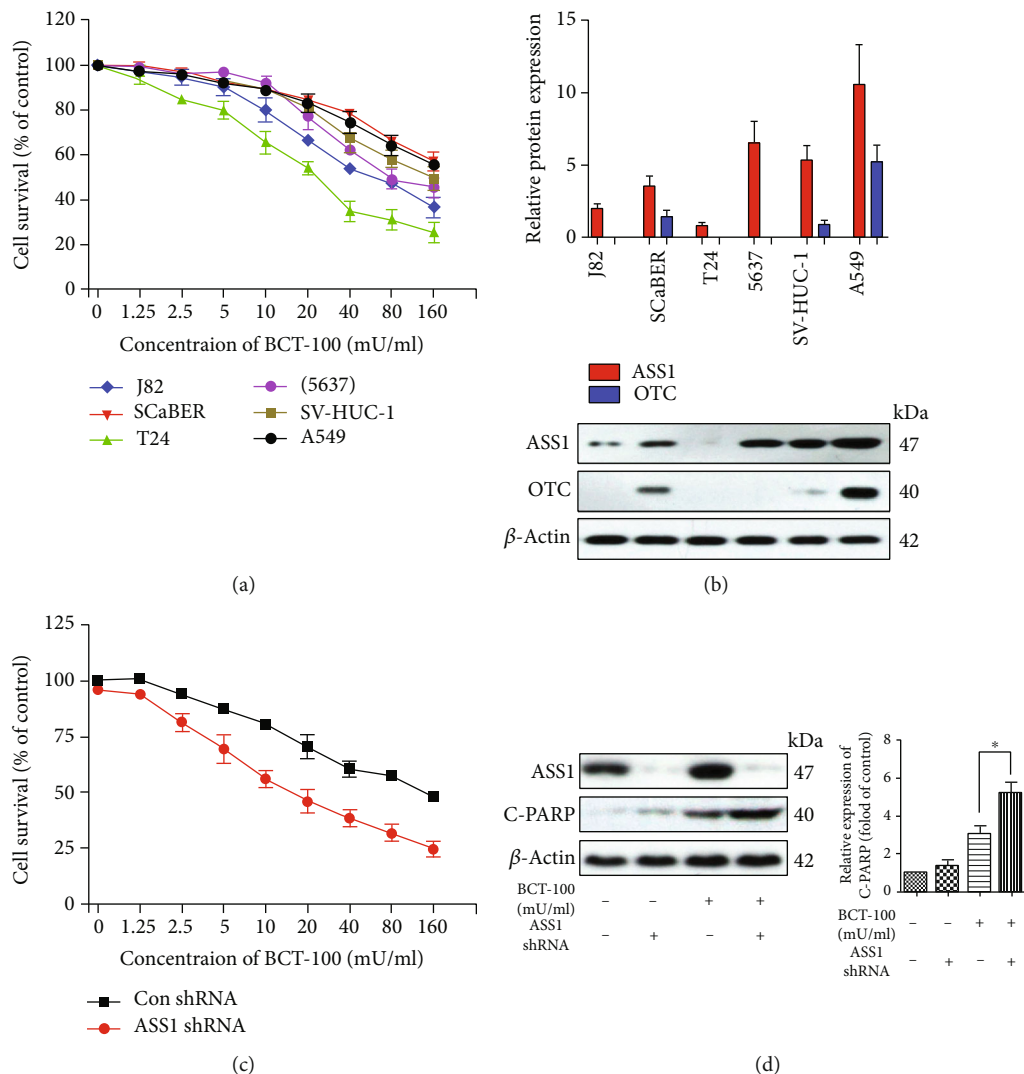 120
100
80
60
40
20
0
Cell survival (% of control)
0 1.25 2.5 5 10 20 40 80 160
Concentraion of BCT-100 (mU/ml)
J82
SCaBER
T24
(5637)
SV-HUC-1
A549
(a)
15
10
5
0
Relative protein expression
J82
SCaBER
T24
5637
SV-HUC-1
A549
ASS1
OTC
kDa
ASS1 47
OTC 40
β-Actin 42
(b)
125
100
75
50
25
0
Cell survival (% of control)
0 1.25 2.5 5 10 20 40 80 160
Concentraion of BCT-100 (mU/ml)
Con shRNA
ASS1 shRNA
(c)
kDa
ASS1 47
C-PARP 40
β-Actin 42
BCT-100
(mU/ml) – – + +
ASS1
shRNA – + – +
8
6
4
2
0
Relative expression of
C-PARP (folod of control)
*
BCT-100
(mU/ml) – – + +
ASS1
shRNA – + – +
(d)